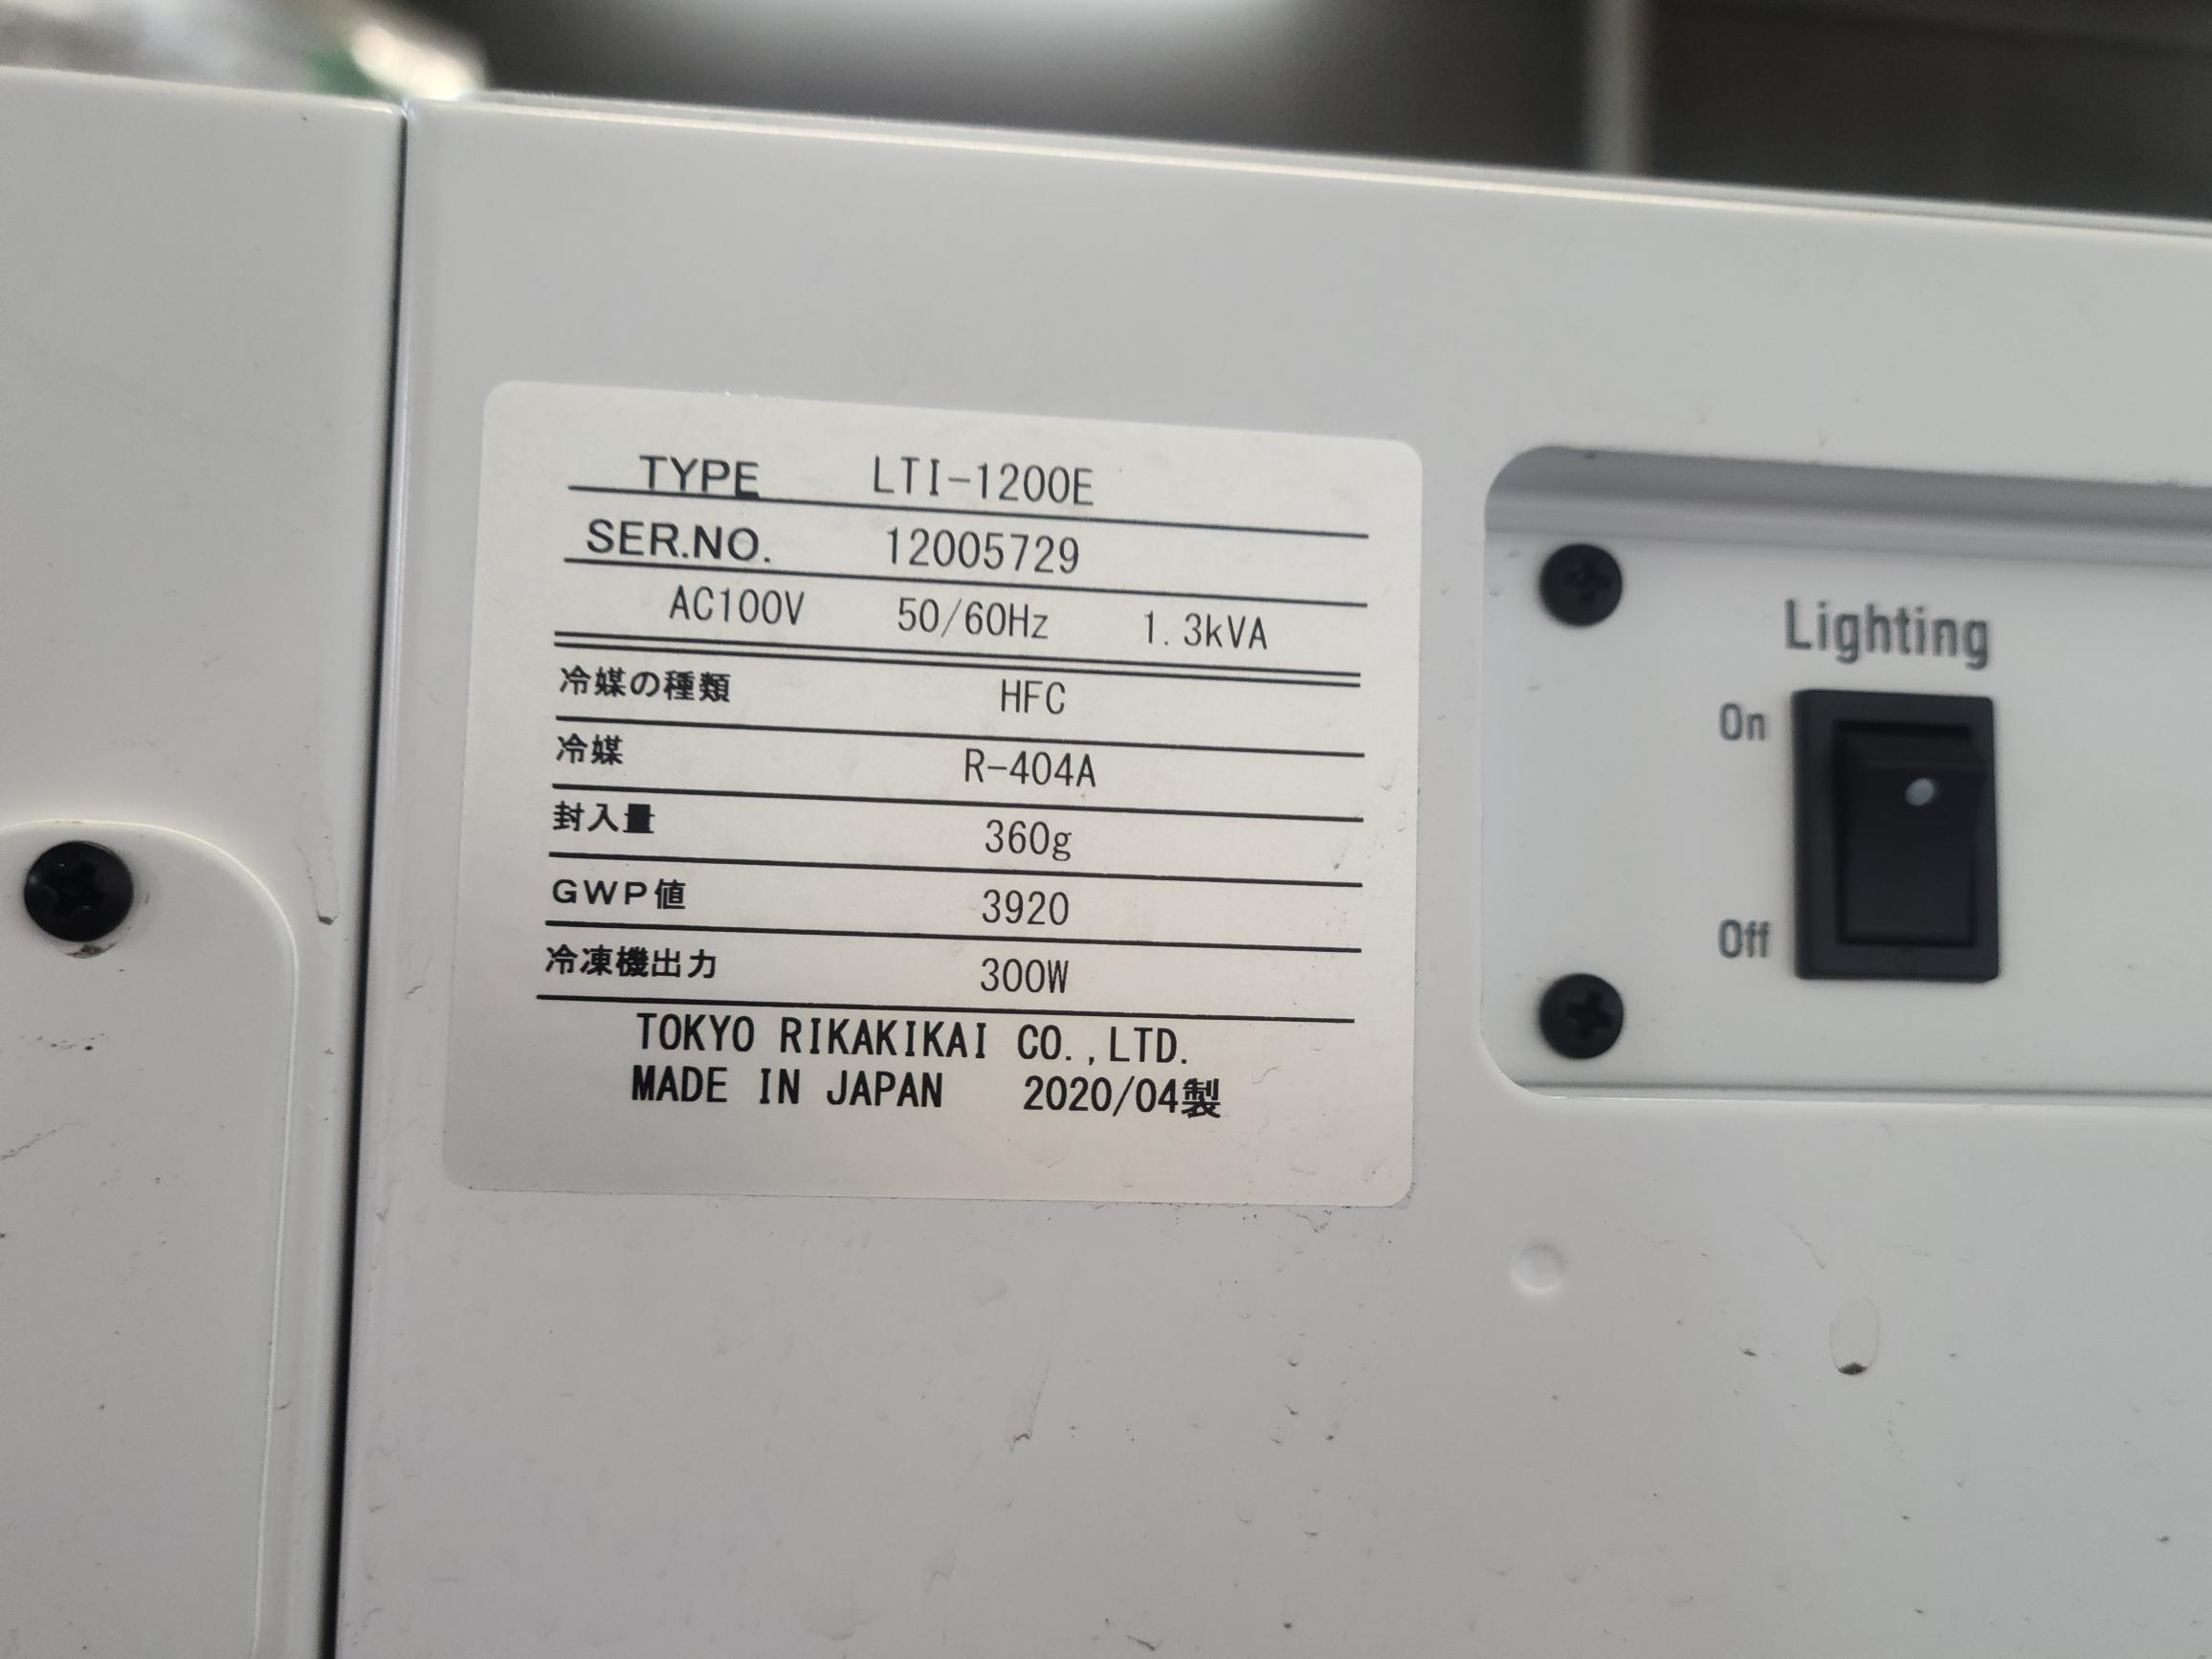 TYPE LTI-1200E
SER.NO. 12005729
AC100V 50/60Hz 1.3kVA
冷媒の種類 HFC
冷媒 R-404A
封入量 360g
GWP値 3920
冷凍機出力 300W
TOKYO RIKAKIKAI CO.,LTD.
MADE IN JAPAN 2020/04製
Lighting
On
Off